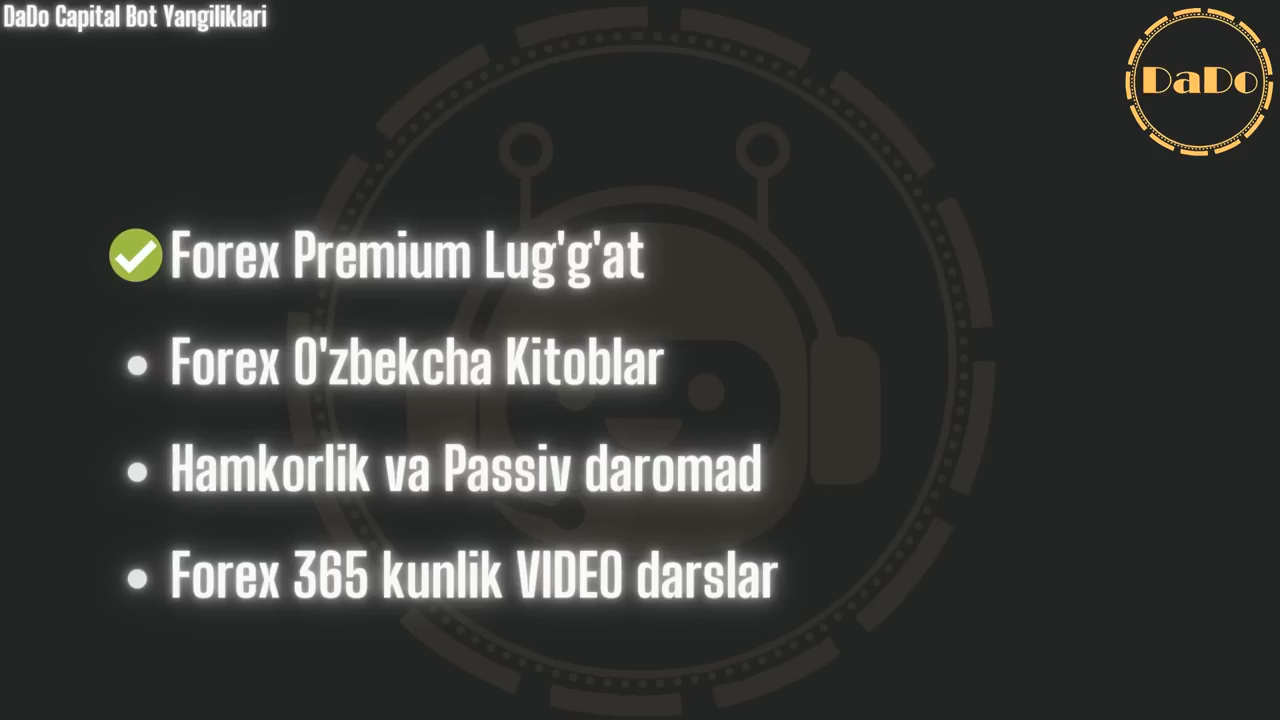 DaDo Capital Bot Yangiliklari
DaDo
Forex Premium Lug'g'at
Forex O'zbekcha Kitoblar
Hamkorlik va Passiv daromad
Forex 365 kunlik VIDEO darslar